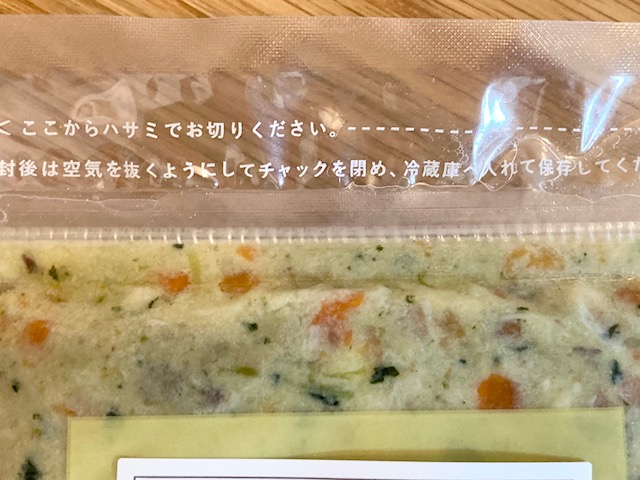 ここからハサミでお切りください。
封後は空気を抜くようにしてチャックを閉め、冷蔵庫へ入れて保存してくだ